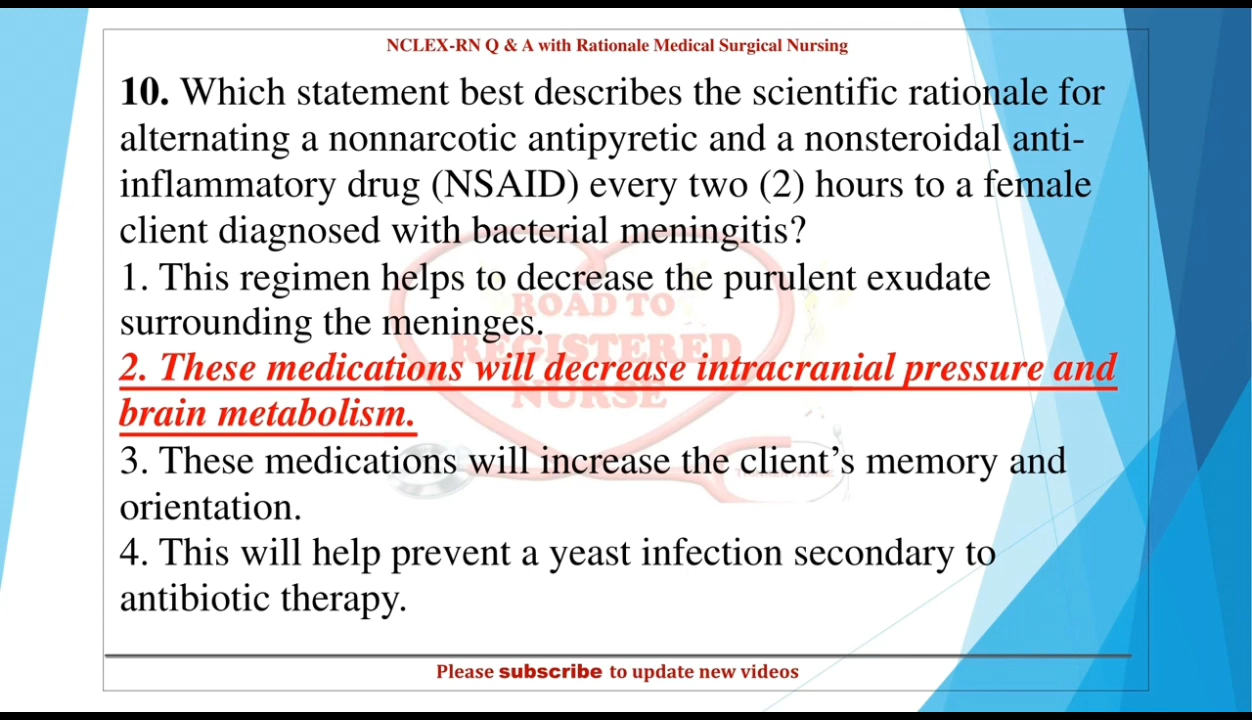 NCLEX-RN Q & A with Rationale Medical Surgical Nursing
10. Which statement best describes the scientific rationale for
alternating a nonnarcotic antipyretic and a nonsteroidal anti-
inflammatory drug (NSAID) every two (2) hours to a female
client diagnosed with bacterial meningitis?
1. This regimen helps to decrease the purulent exudate
surrounding the meninges.
2. These medications will decrease intracranial pressure and
brain metabolism.
3. These medications will increase the client’s memory and
orientation.
4. This will help prevent a yeast infection secondary to
antibiotic therapy.
ROAD TO
REGISTERED
NURSE
Please subscribe to update new videos